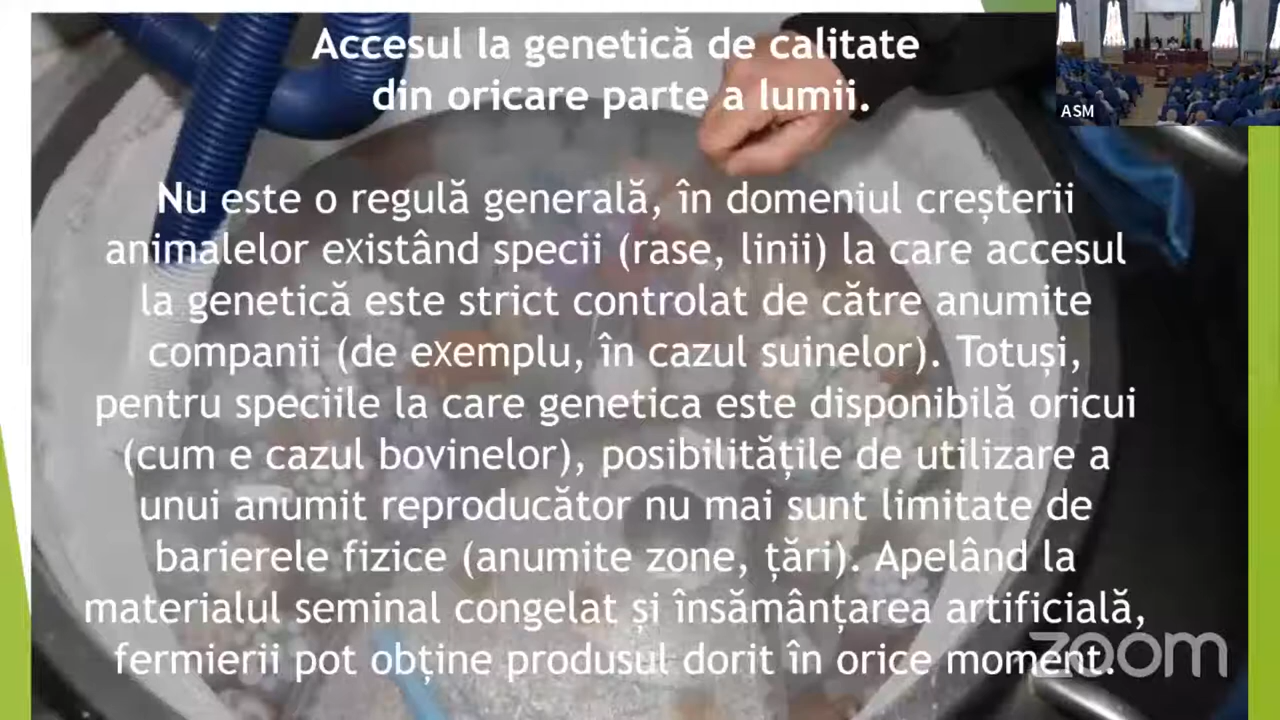 Accesul la genetică de calitate
din oricare parte a lumii.
ASM
Nu este o regulă generală, în domeniul creșterii
animalelor existând specii (rase, linii) la care accesul
la genetică este strict controlat de către anumite
companii (de exemplu, în cazul suinelor). Totuși,
pentru speciile la care genetica este disponibilă oricui
(cum e cazul bovinelor), posibilitățile de utilizare a
unui anumit reproducător nu mai sunt limitate de
barierele fizice (anumite zone, țări). Apelând la
materialul seminal congelat și însămânțarea artificială,
fermierii pot obține produsul dorit în orice moment.
zoom